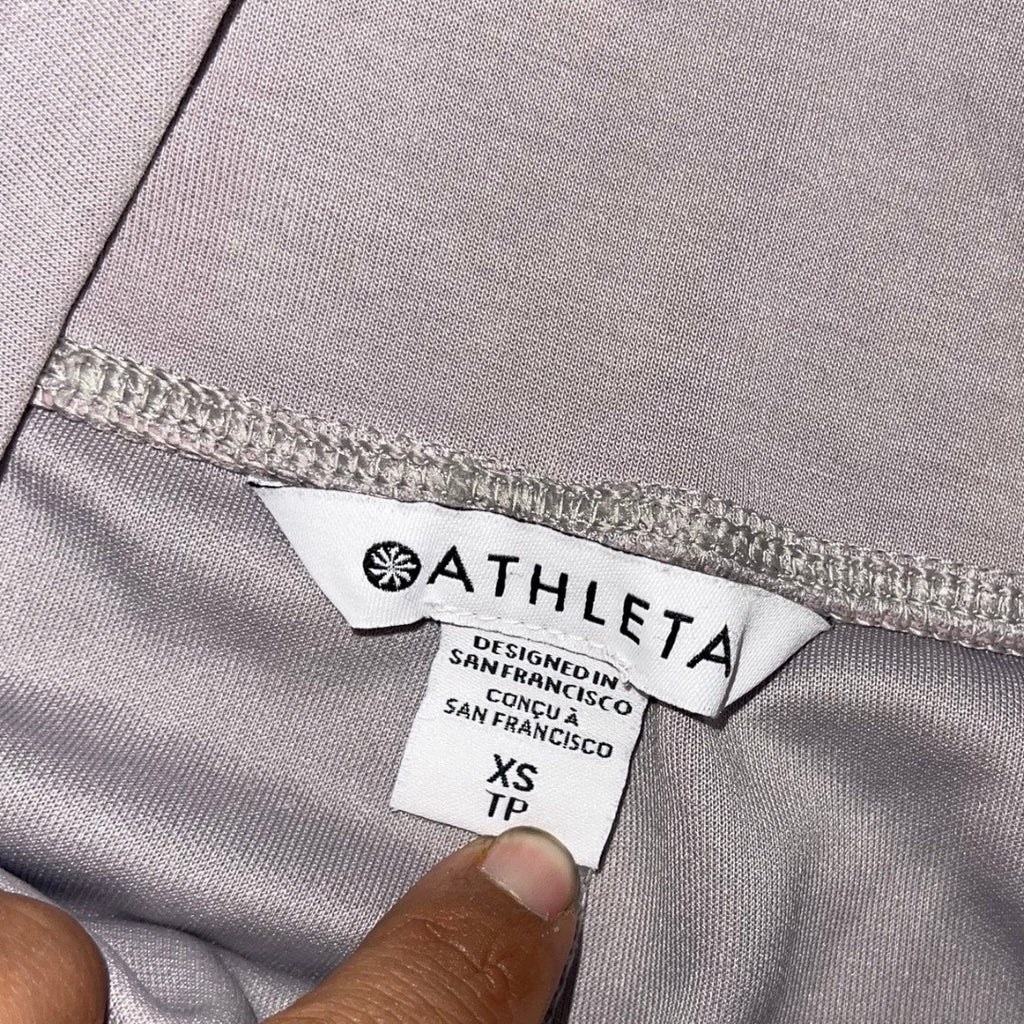 ATHLETA
DESIGNED IN
SAN FRANCISCO
CONÇU À
SAN FRANCISCO
XS
TP